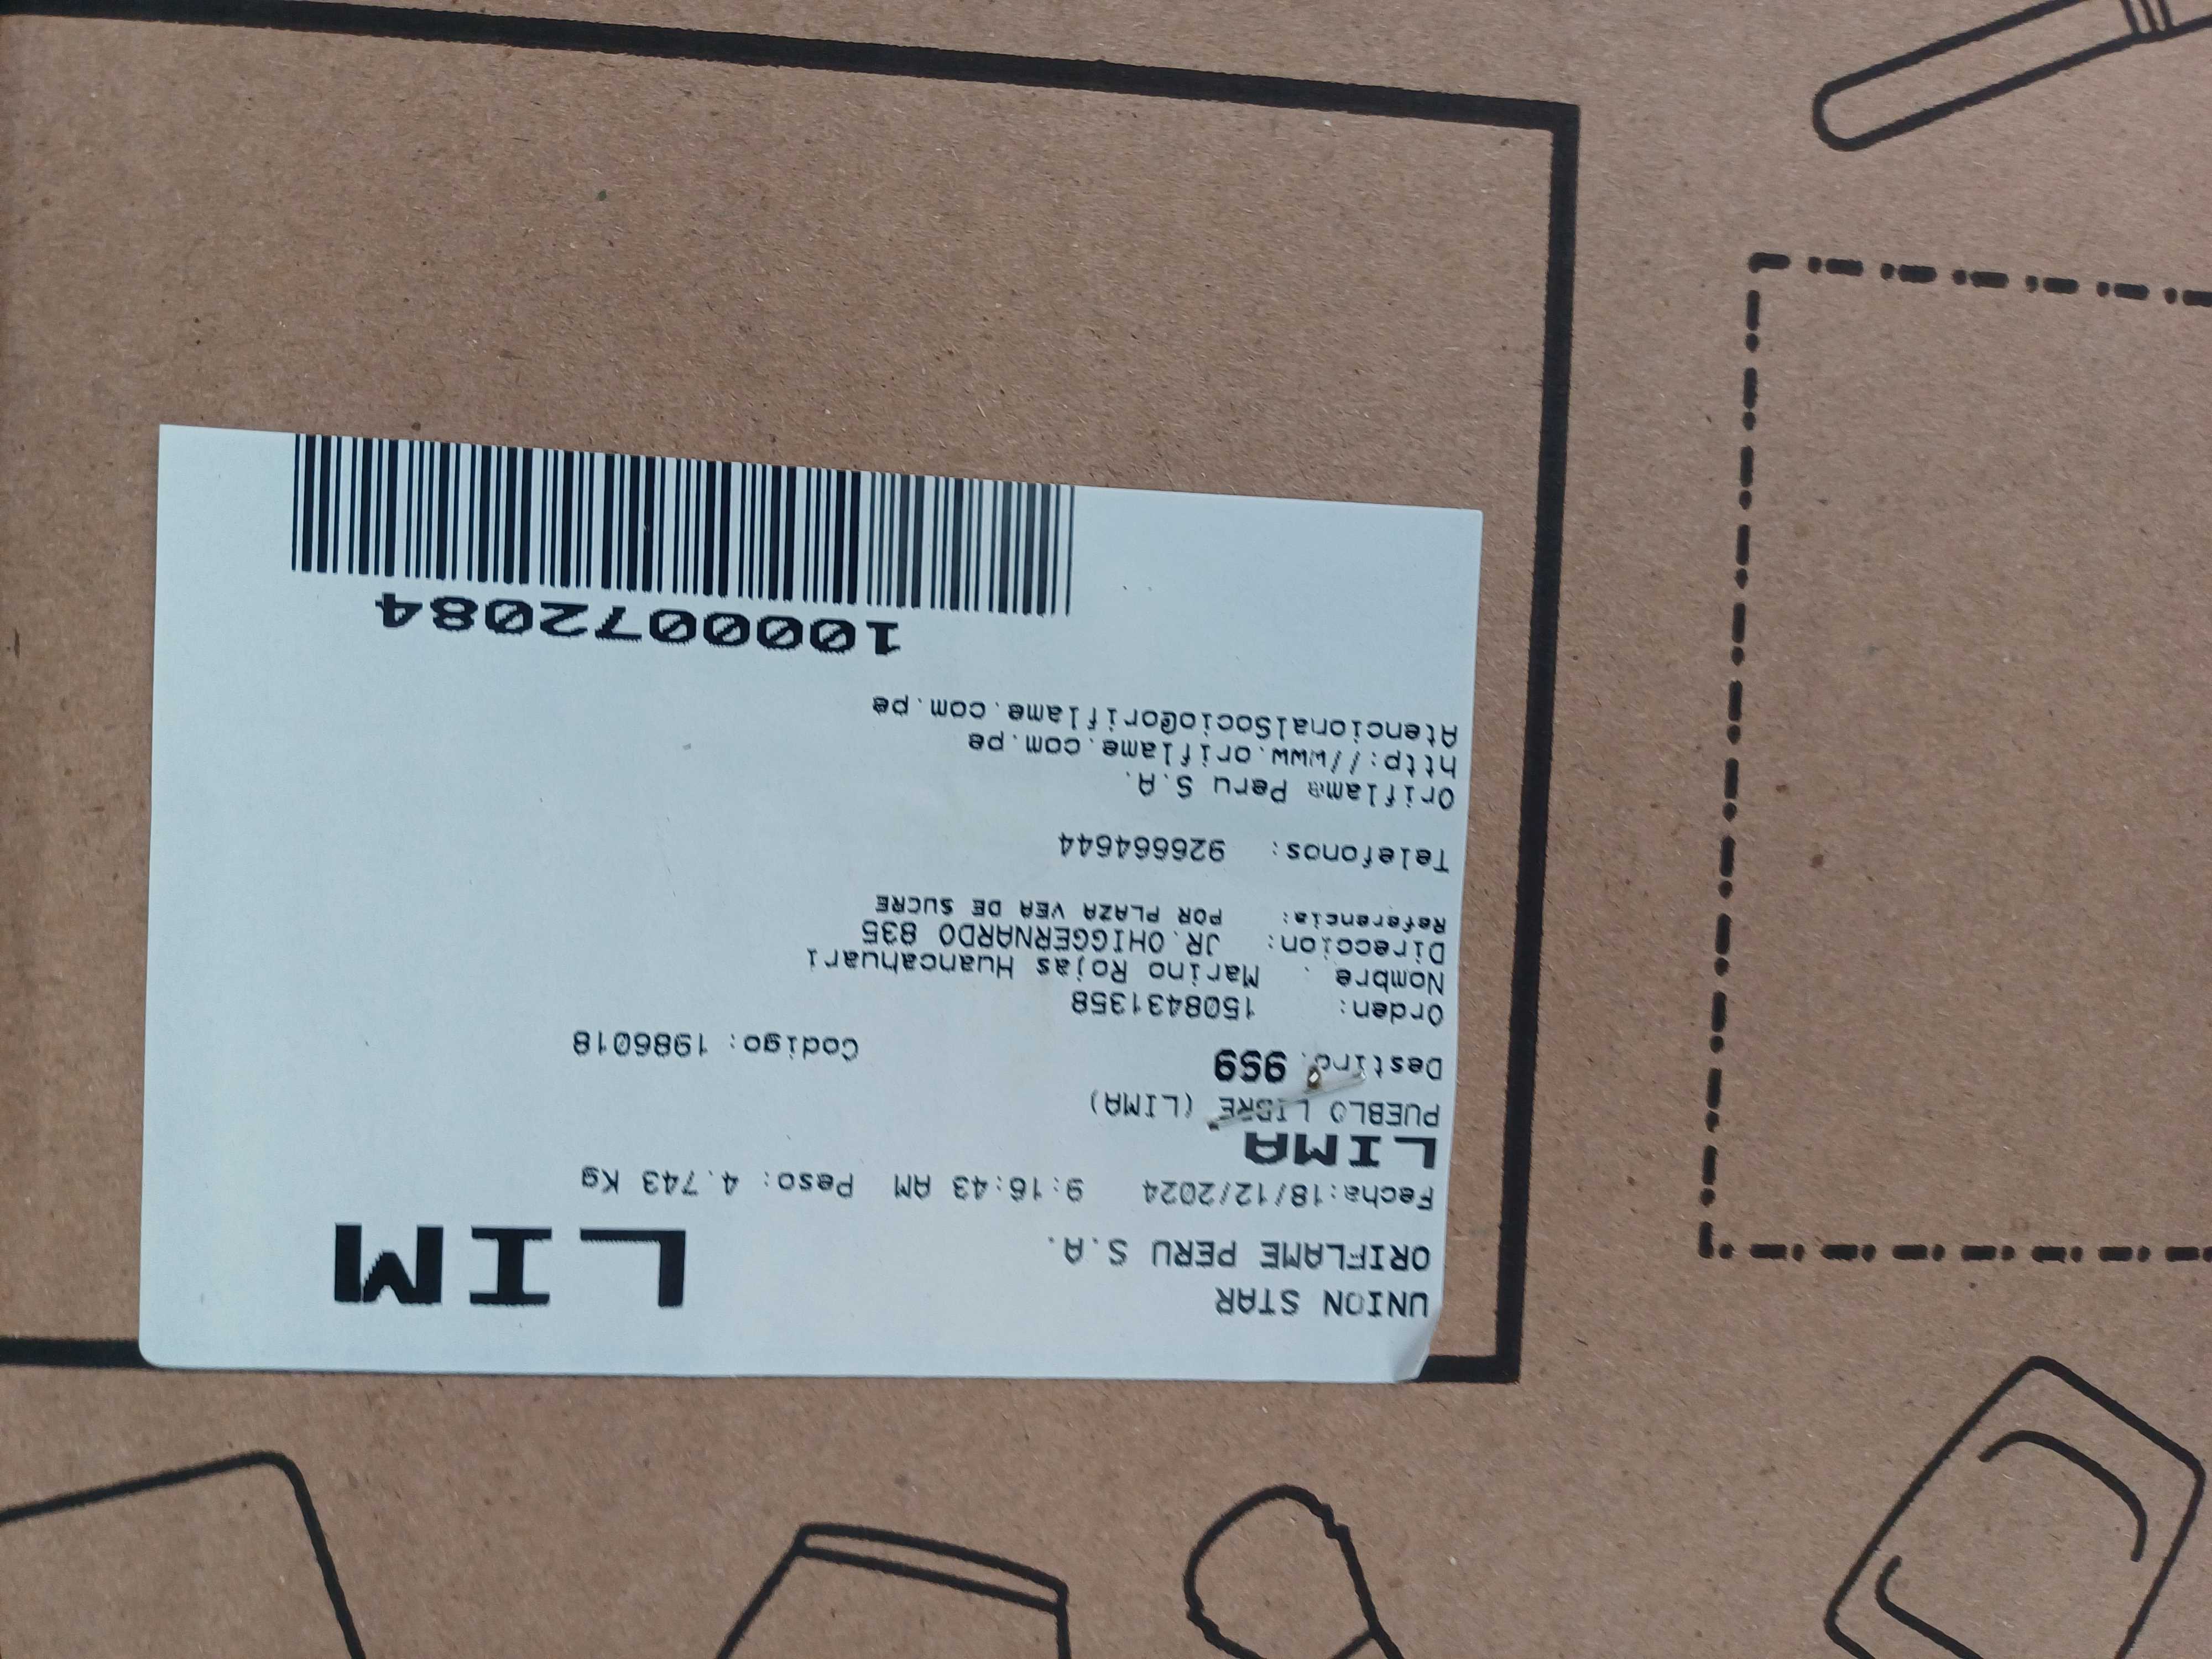 UNION STAR
LIM
ORIFLAME PERU S.A.
Fecha:18/12/2024 9:16:43 AM Peso: 4.743 Kg
LIMA
PUEBLO LIBRE (LIMA)
Destino: 959 Codigo: 1986018
Orden: 1508431358
Nombre : Marino Rojas Huancahuari
Direccion: JR.OHIGGERNARDO 835
Referencia: POR PLAZA VEA DE SUCRE
Telefonos: 926664644
Oriflame Peru S.A.
http://www.oriflame.com.pe
AtencionalSocio@oriflame.com.pe
1000072084